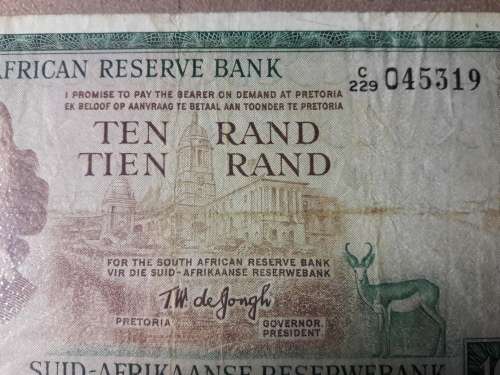 AFRICAN RESERVE BANK
C/229 045319
I PROMISE TO PAY THE BEARER ON DEMAND AT PRETORIA
EK BELOOF OP AANVRAAG TE BETAAL AAN TOONDER TE PRETORIA
TEN RAND
TIEN RAND
FOR THE SOUTH AFRICAN RESERVE BANK
VIR DIE SUID-AFRIKAANSE RESERWEBANK
T.W. de Jongh
PRETORIA
GOVERNOR.
PRESIDENT.
SUID-AFRIKAANSE RESERWEBANK